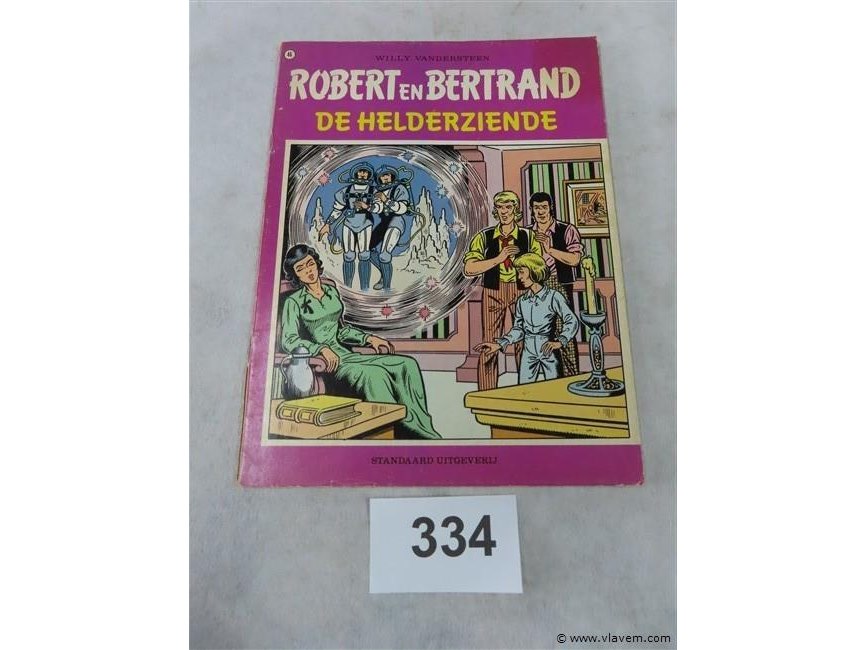 WILLY VANDERSTEEN
ROBERT EN BERTRAND
DE HELDERZIENDE
STANDAARD UITGEVERIJ
334
© www.vlavem.com